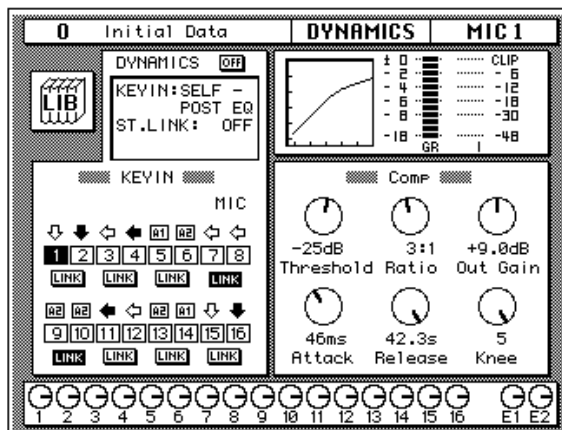 0 Initial Data DYNAMICS MIC 1
DYNAMICS OFF
LIB
KEYIN:SELF -
POST EQ
ST.LINK: OFF
± 0 CLIP
- 2 - 6
- 4 -12
- 6 -18
- 8 -30
-18 -48
GR I
KEYIN
MIC
A1 A2
1 2 3 4 5 6 7 8
LINK LINK LINK LINK
A2 A2 A2 A1
9 10 11 12 13 14 15 16
LINK LINK LINK LINK
Comp
-25dB 3:1 +9.0dB
Threshold Ratio Out Gain
46ms 42.3s 5
Attack Release Knee
1 2 3 4 5 6 7 8 9 10 11 12 13 14 15 16 E1 E2